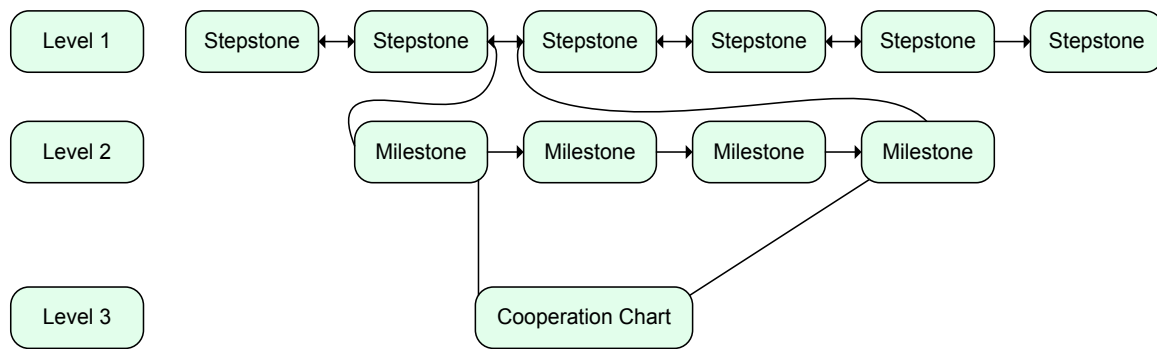 Level 1
Stepstone
Stepstone
Stepstone
Stepstone
Stepstone
Stepstone
Level 2
Milestone
Milestone
Milestone
Milestone
Level 3
Cooperation Chart